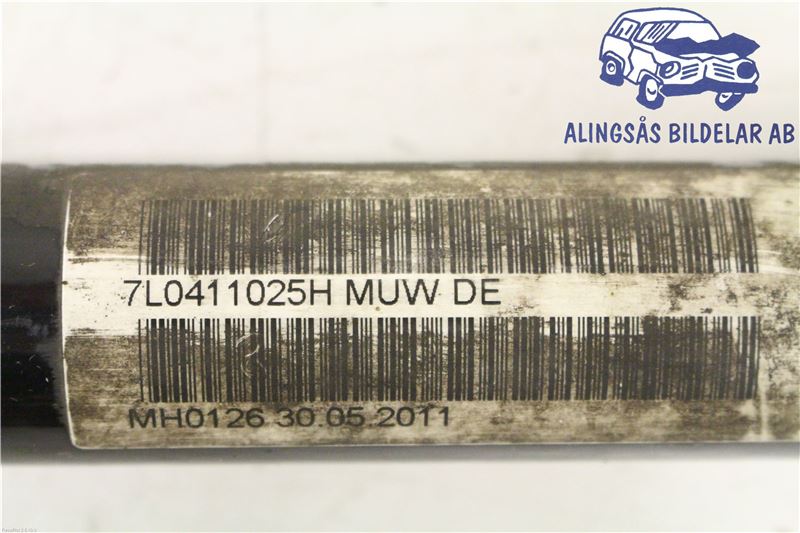 ALINGSÅS BILDELAR AB
7L0411025H MUW DE
MH0126 30.05.2011